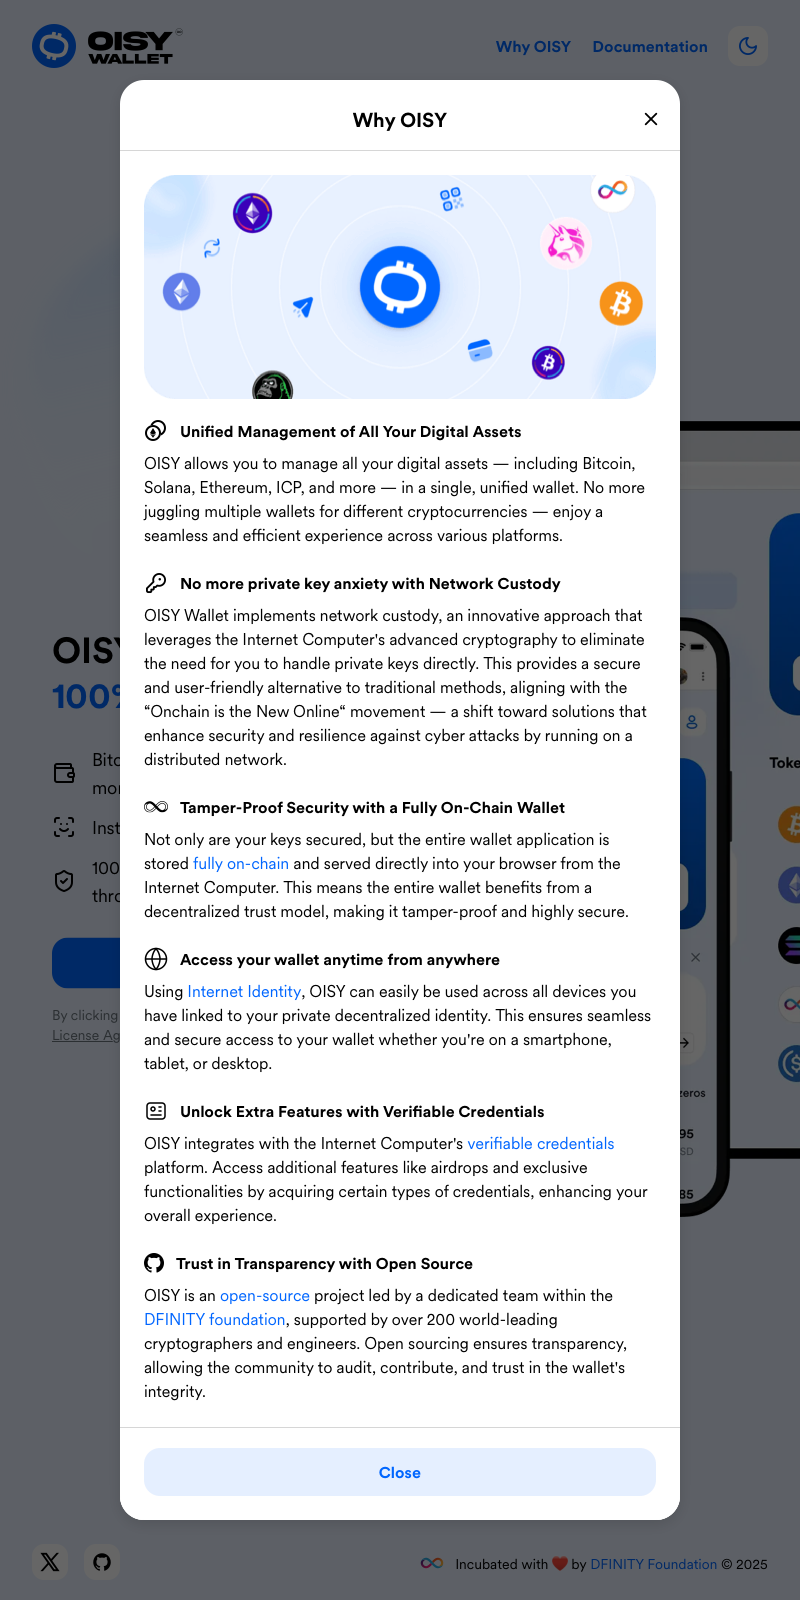 OISY
WALLET
Why OISY
Documentation
Why OISY
Unified Management of All Your Digital Assets
OISY allows you to manage all your digital assets — including Bitcoin,
Solana, Ethereum, ICP, and more — in a single, unified wallet. No more
juggling multiple wallets for different cryptocurrencies — enjoy a
seamless and efficient experience across various platforms.
No more private key anxiety with Network Custody
OISY Wallet implements network custody, an innovative approach that
leverages the Internet Computer's advanced cryptography to eliminate
the need for you to handle private keys directly. This provides a secure
and user-friendly alternative to traditional methods, aligning with the
“Onchain is the New Online“ movement — a shift toward solutions that
enhance security and resilience against cyber attacks by running on a
distributed network.
Tamper-Proof Security with a Fully On-Chain Wallet
Not only are your keys secured, but the entire wallet application is
stored fully on-chain and served directly into your browser from the
Internet Computer. This means the entire wallet benefits from a
decentralized trust model, making it tamper-proof and highly secure.
Access your wallet anytime from anywhere
Using Internet Identity, OISY can easily be used across all devices you
have linked to your private decentralized identity. This ensures seamless
and secure access to your wallet whether you're on a smartphone,
tablet, or desktop.
Unlock Extra Features with Verifiable Credentials
OISY integrates with the Internet Computer's verifiable credentials
platform. Access additional features like airdrops and exclusive
functionalities by acquiring certain types of credentials, enhancing your
overall experience.
Trust in Transparency with Open Source
OISY is an open-source project led by a dedicated team within the
DFINITY foundation, supported by over 200 world-leading
cryptographers and engineers. Open sourcing ensures transparency,
allowing the community to audit, contribute, and trust in the wallet's
integrity.
Close
OISY
100%
By clicking
License Ag
zeros
95
SD
85
Incubated with ❤️ by DFINITY Foundation © 2025